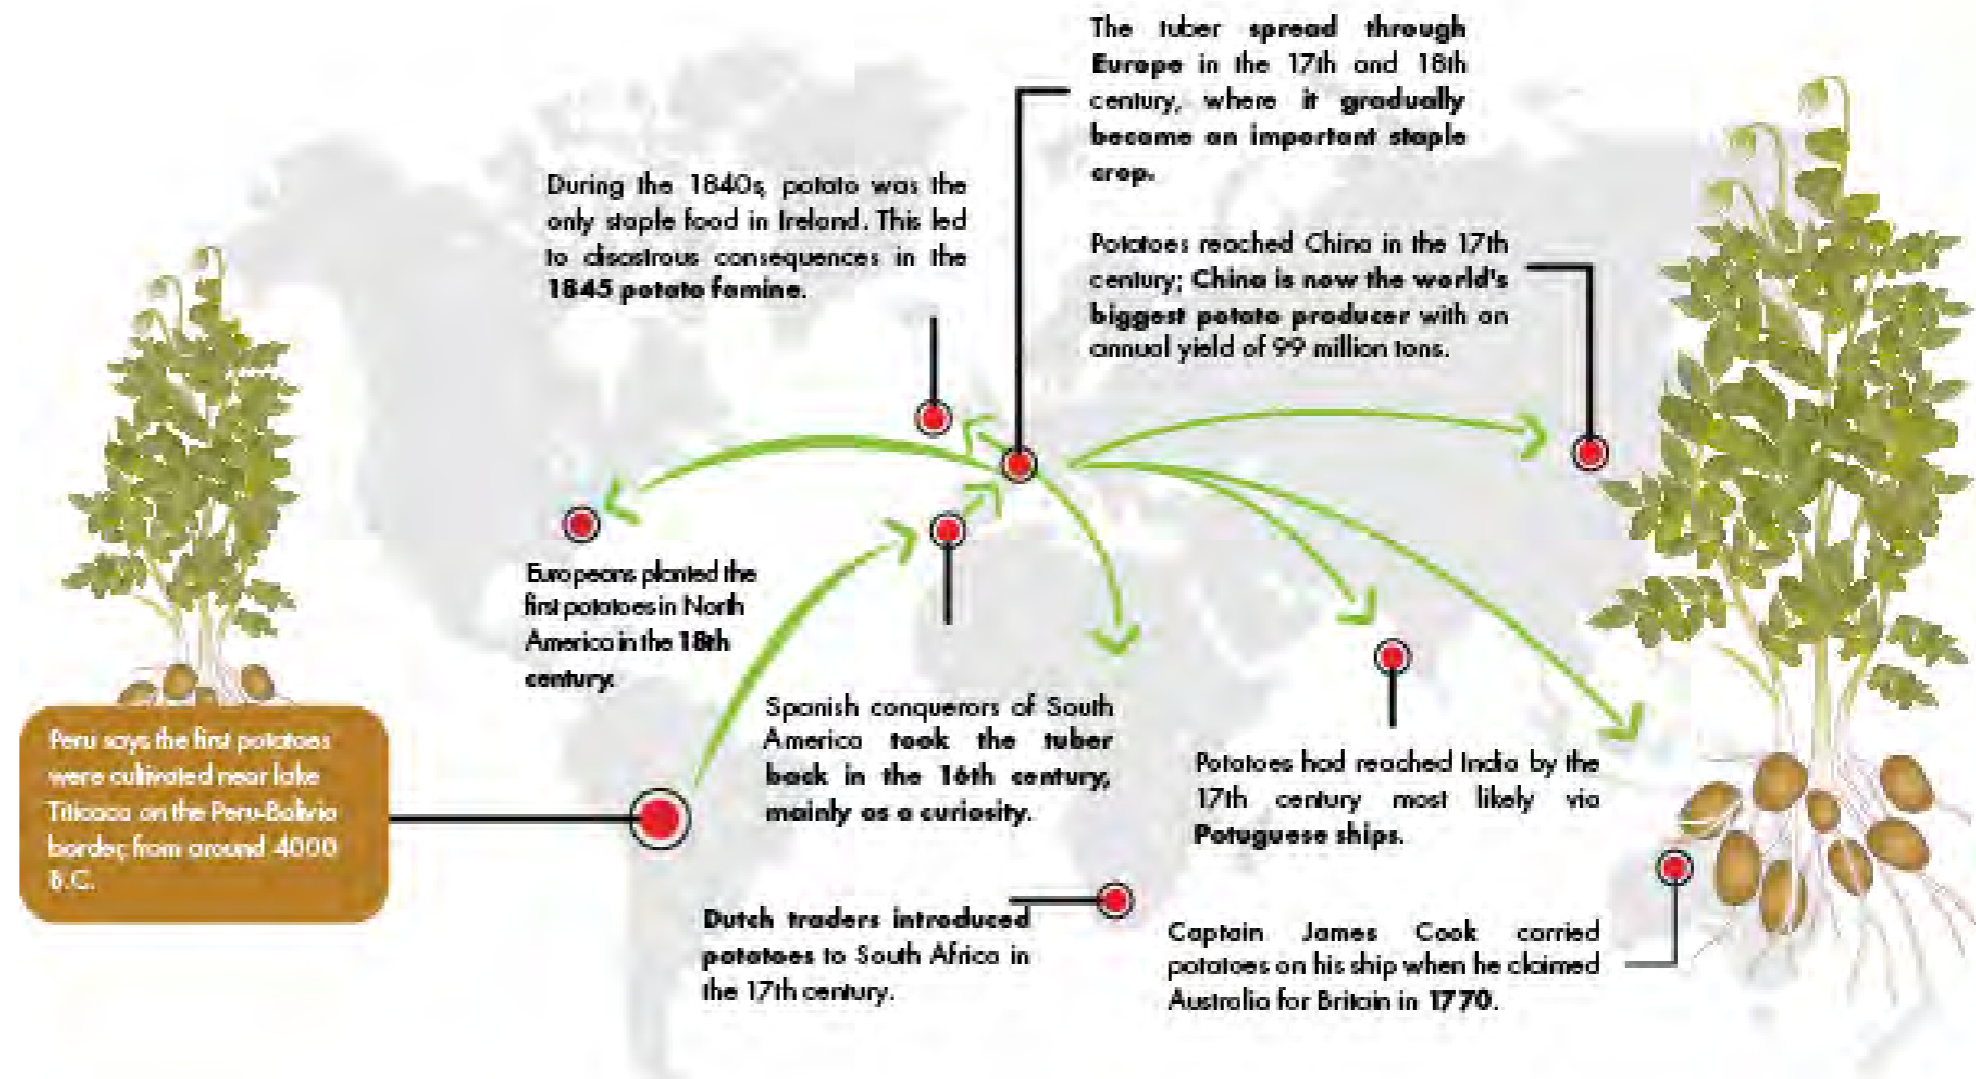 The tuber spread through
Europe in the 17th and 18th
century, where it gradually
became an important staple
crop.
During the 1840s, potato was the
only staple food in Ireland. This led
to disastrous consequences in the
1845 potato famine.
Potatoes reached China in the 17th
century; China is now the world's
biggest potato producer with an
annual yield of 99 million tons.
Europeans planted the
first potatoes in North
America in the 18th
century.
Peru says the first potatoes
were cultivated near lake
Titicaca on the Peru-Bolivia
border, from around 4000
B.C.
Spanish conquerors of South
America took the tuber
back in the 16th century,
mainly as a curiosity.
Potatoes had reached India by the
17th century most likely via
Potuguese ships.
Dutch traders introduced
potatoes to South Africa in
the 17th century.
Captain James Cook carried
potatoes on his ship when he claimed
Australia for Britain in 1770.